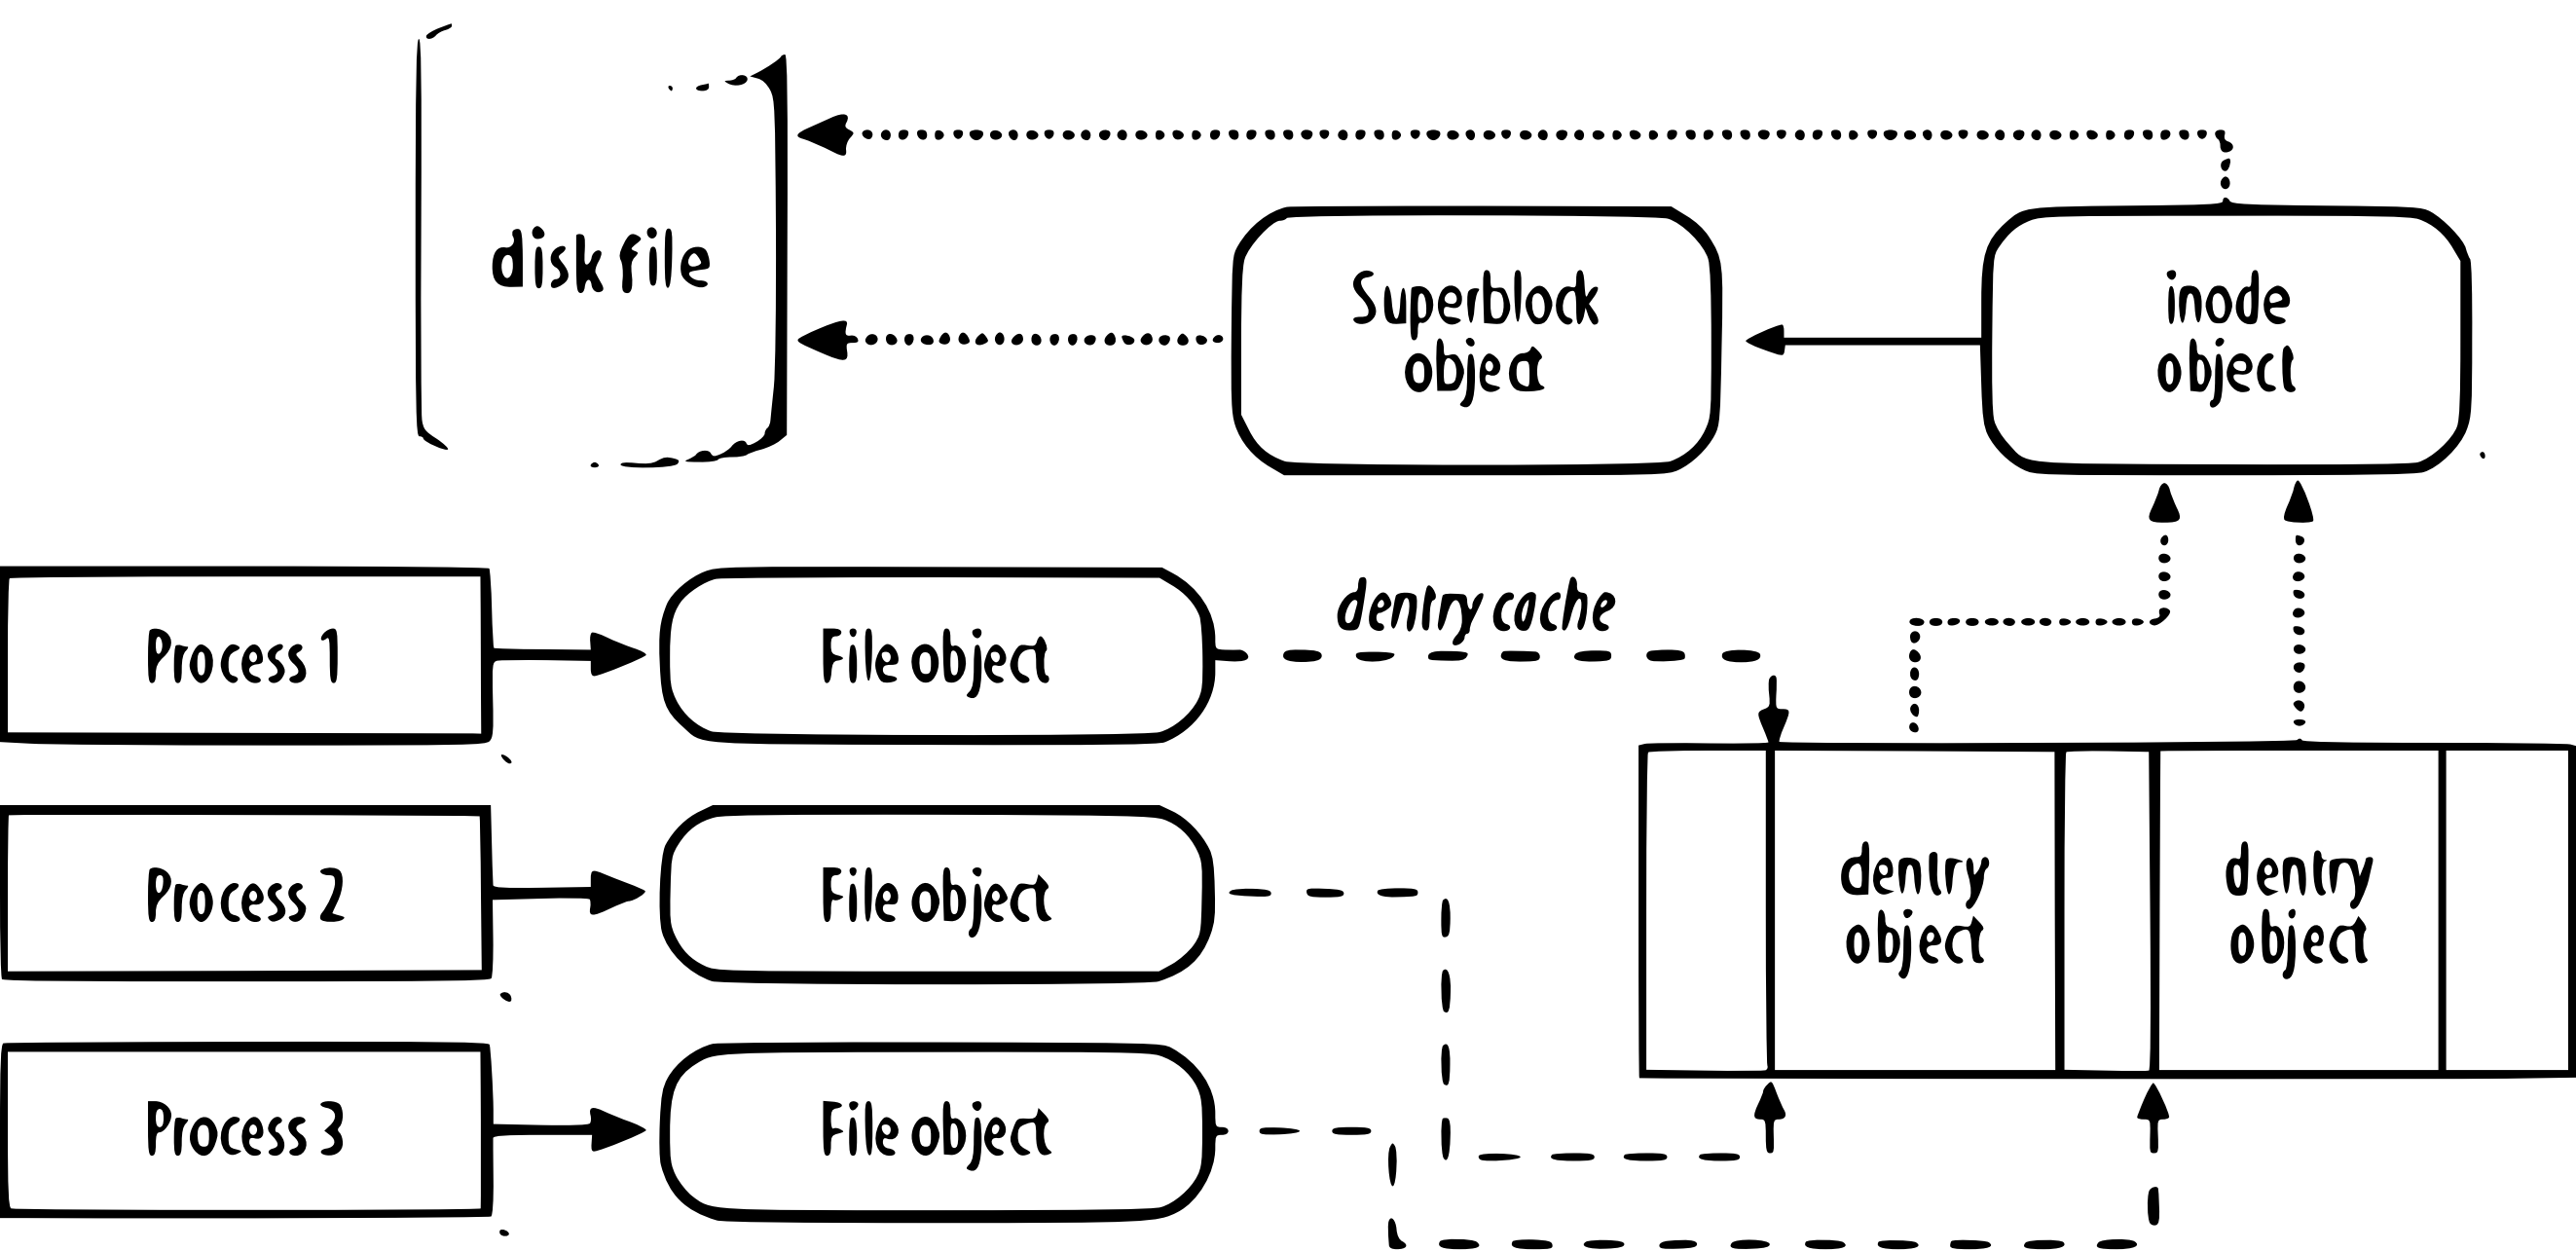 disk file
Superblock
object
inode
object
Process 1
File object
dentry cache
Process 2
File object
dentry
object
dentry
object
Process 3
File object